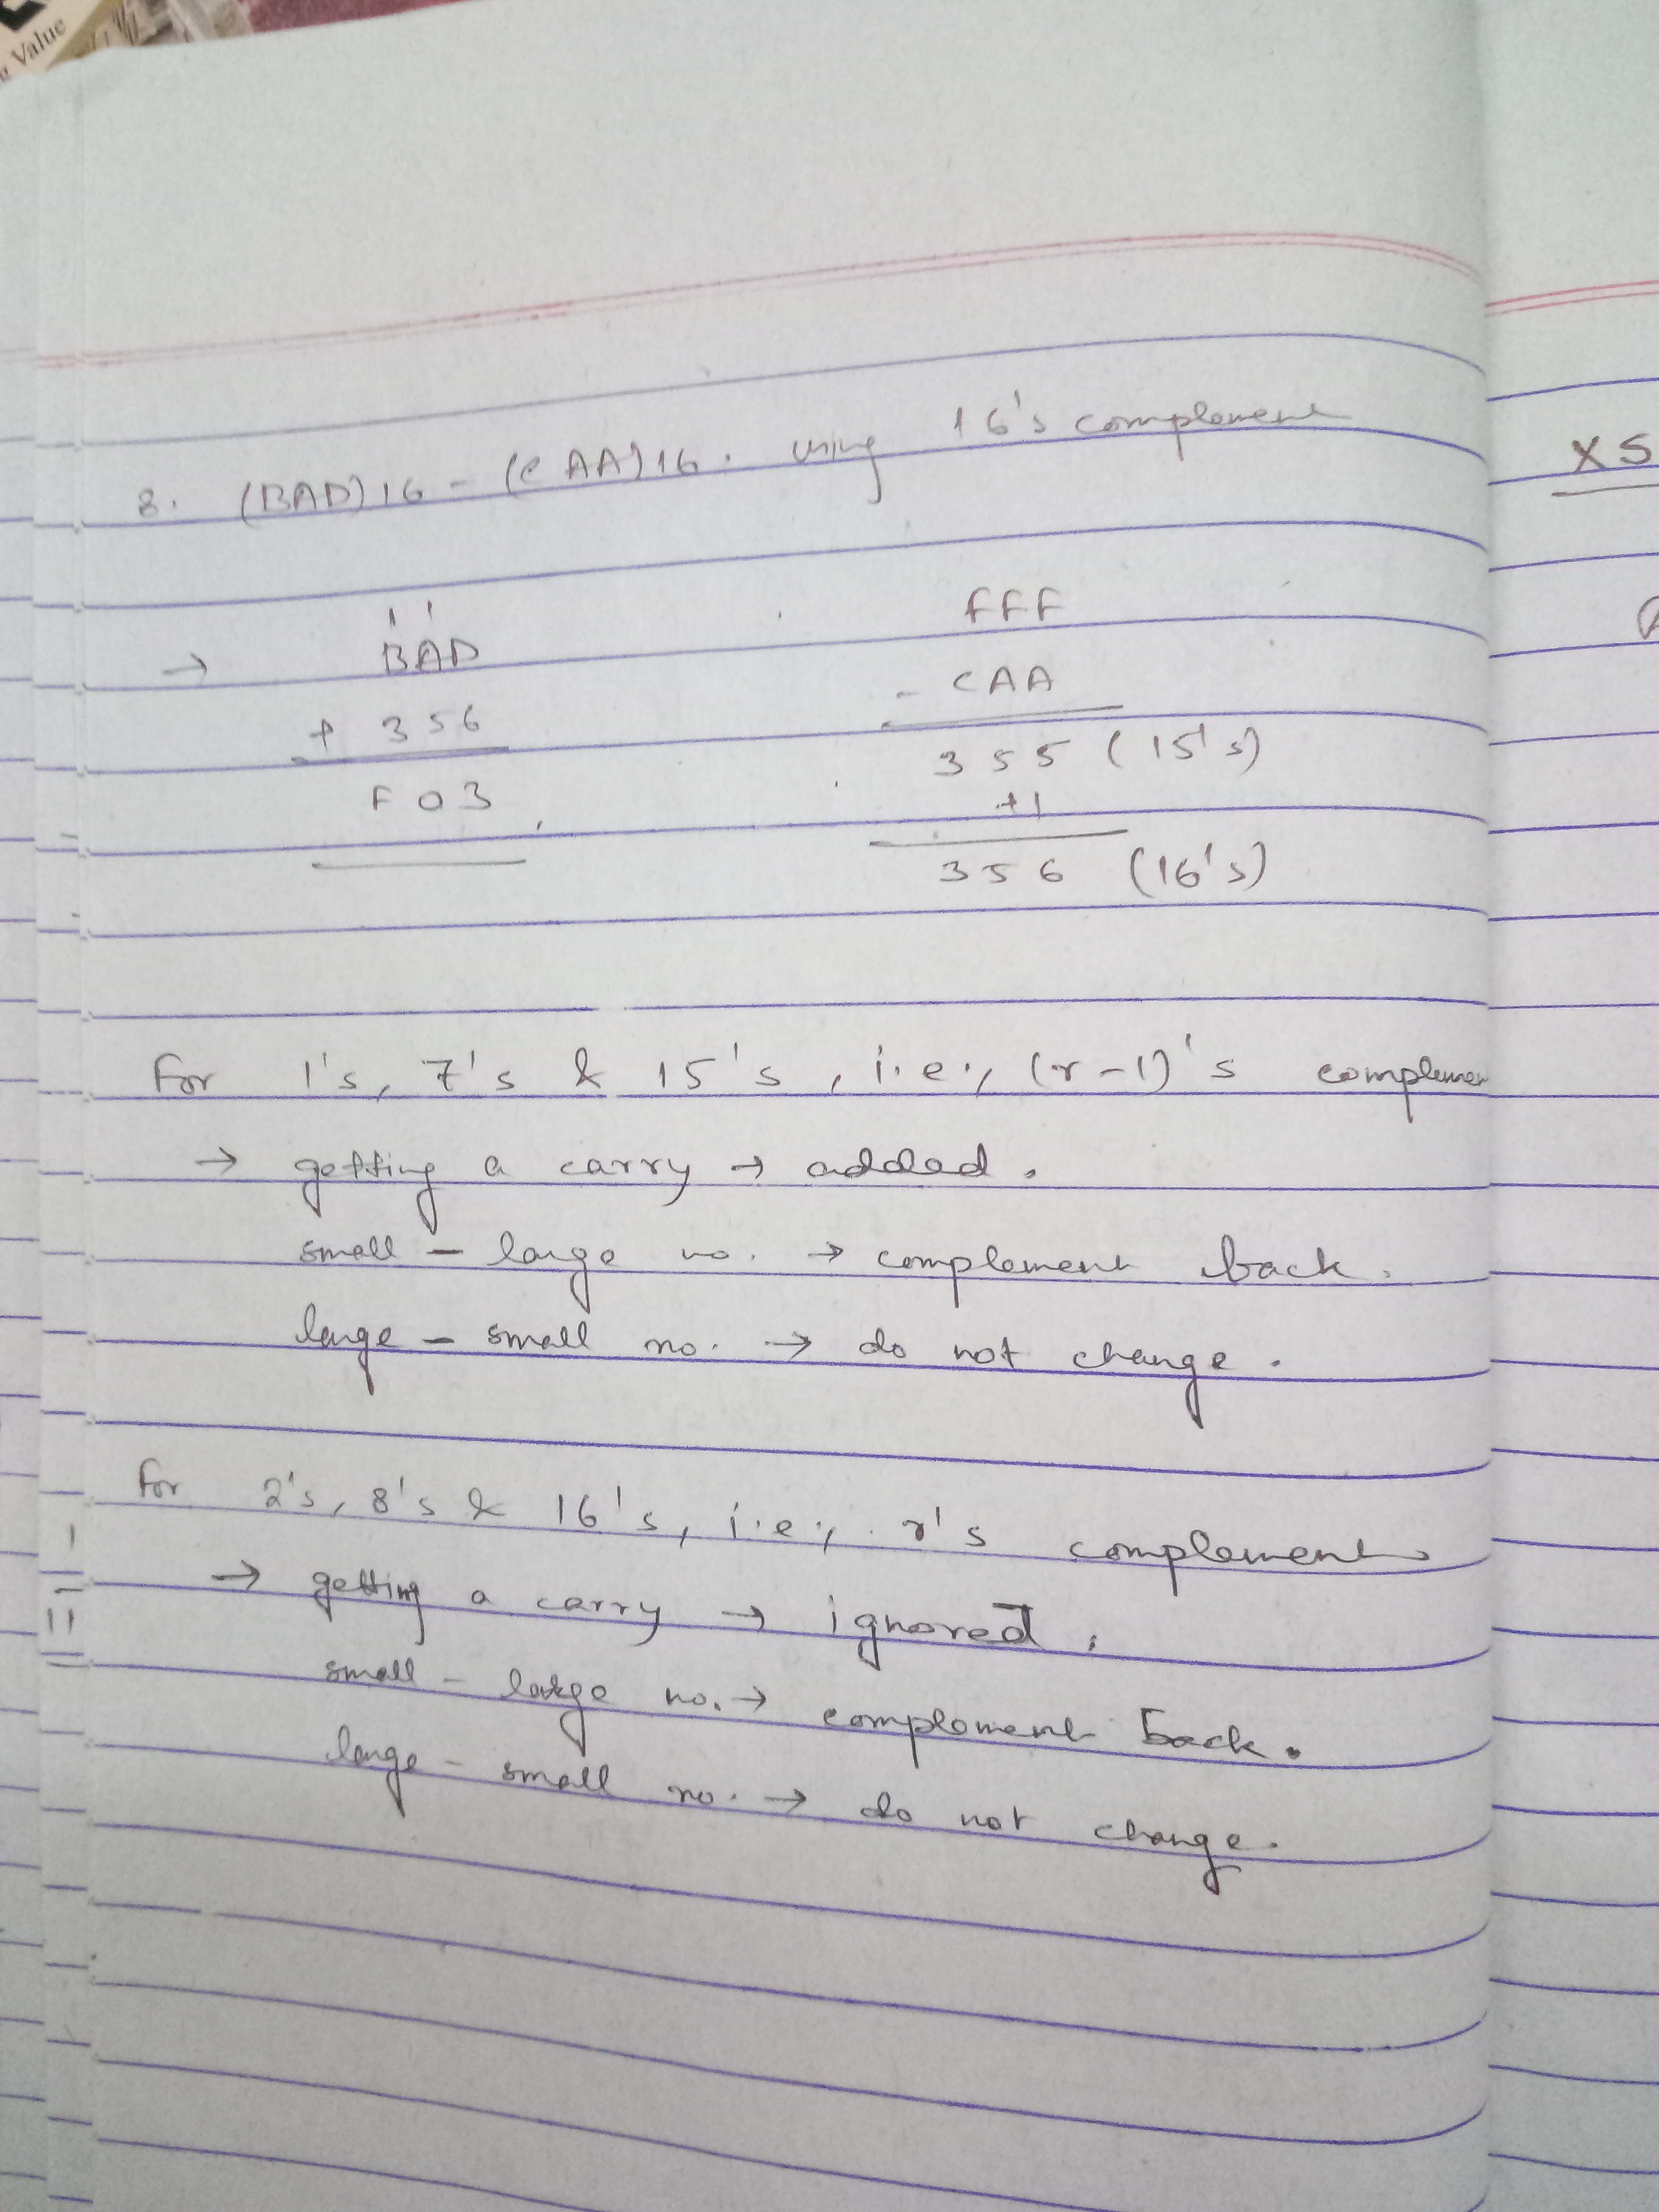 Value
8. (BAD)16 - (CAA)16. using 16's complement
XS
1 1
→ BAD
+ 356
F03
FFF
- CAA
355 (15's)
+1
356 (16's)
For 1's, 7's & 15's, i.e., (r-1)'s complemen
→ getting a carry → added.
small - large no. → complement back.
large - small no. → do not change.
For 2's, 8's & 16's, i.e., r's complement
→ getting a carry → ignored.
small - large no. → complement back.
large - small no. → do not change.